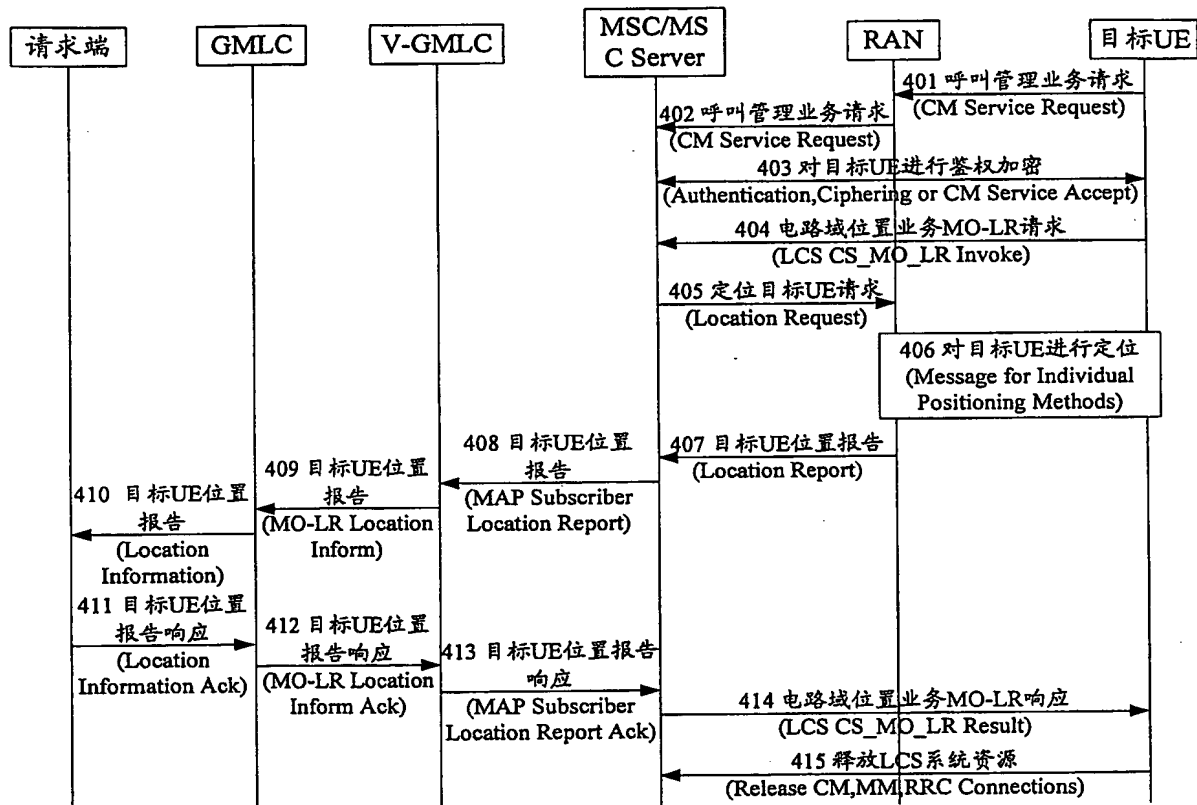 请求端
GMLC
V-GMLC
MSC/MS
C Server
RAN
目标UE
401 呼叫管理业务请求
(CM Service Request)
402 呼叫管理业务请求
(CM Service Request)
403 对目标UE进行鉴权加密
(Authentication,Ciphering or CM Service Accept)
404 电路域位置业务MO-LR请求
(LCS CS_MO_LR Invoke)
405 定位目标UE请求
(Location Request)
406 对目标UE进行定位
(Message for Individual
Positioning Methods)
407 目标UE位置报告
(Location Report)
408 目标UE位置
报告
(MAP Subscriber
Location Report)
409 目标UE位置
报告
(MO-LR Location
Inform)
410 目标UE位置
报告
(Location
Information)
411 目标UE位置
报告响应
(Location
Information Ack)
412 目标UE位置
报告响应
(MO-LR Location
Inform Ack)
413 目标UE位置报告
响应
(MAP Subscriber
Location Report Ack)
414 电路域位置业务MO-LR响应
(LCS CS_MO_LR Result)
415 释放LCS系统资源
(Release CM,MM,RRC Connections)